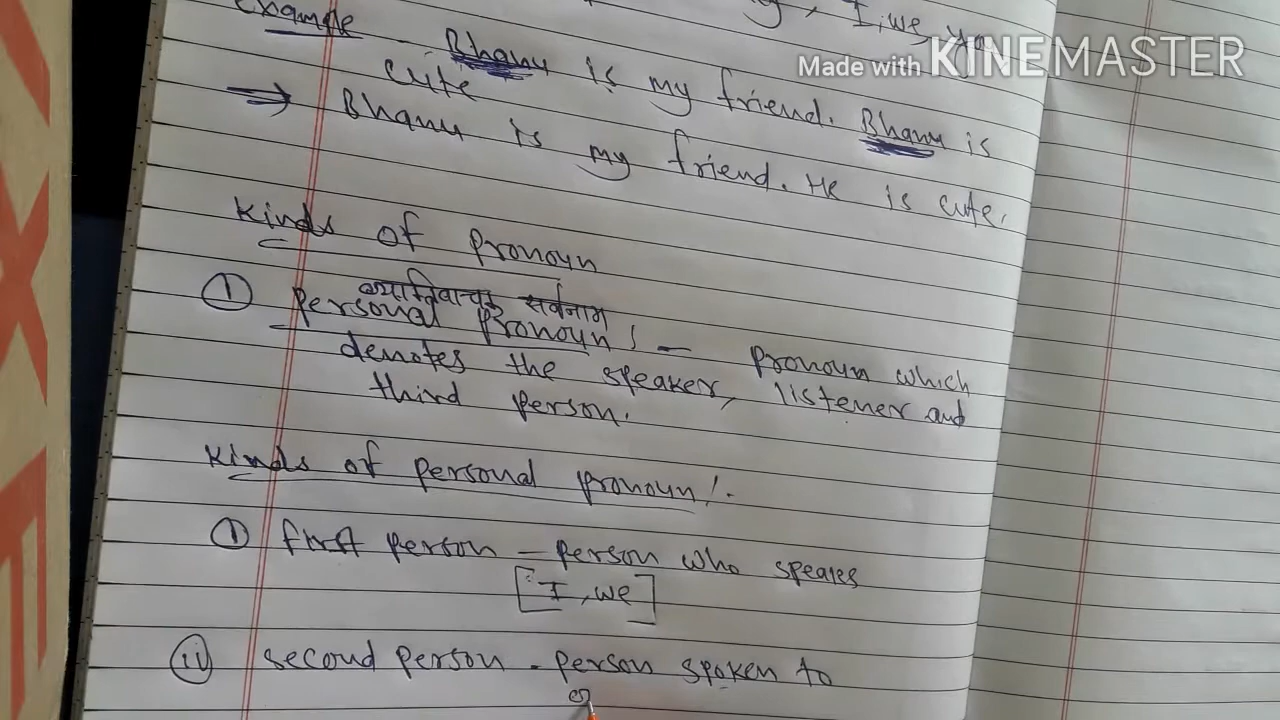 , I, we, yo
Made with KINEMASTER
Example - Bhanu is my friend. Bhanu is
cute
⇒ Bhanu is my friend. He is cute.
Kinds of pronoun
सर्वनाम
① personal pronoun :- pronoun which
denotes the speaker, listener and
third person.
Kinds of personal pronoun :-
① first person - person who speaks
[I, we]
(ii) second person - person spoken to